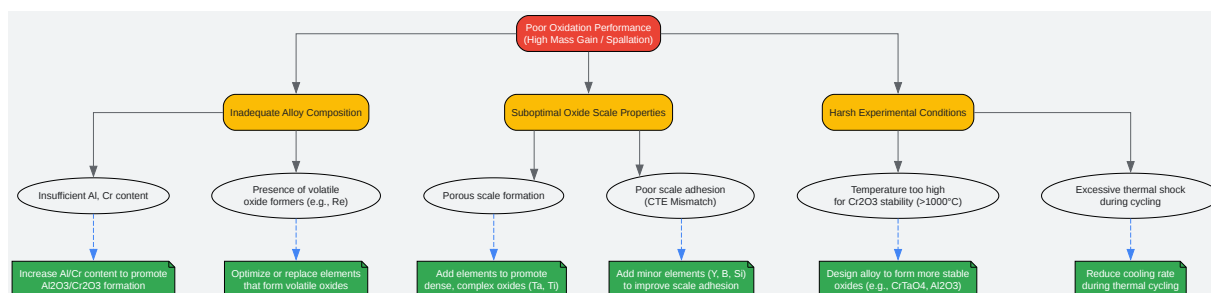 Poor Oxidation Performance
(High Mass Gain / Spallation)
Inadequate Alloy Composition
Suboptimal Oxide Scale Properties
Harsh Experimental Conditions
Insufficient Al, Cr content
Presence of volatile
oxide formers (e.g., Re)
Porous scale formation
Poor scale adhesion
(CTE Mismatch)
Temperature too high
for Cr2O3 stability (>1000°C)
Excessive thermal shock
during cycling
Increase Al/Cr content to promote
Al2O3/Cr2O3 formation
Optimize or replace elements
that form volatile oxides
Add elements to promote
dense, complex oxides (Ta, Ti)
Add minor elements (Y, B, Si)
to improve scale adhesion
Design alloy to form more stable
oxides (e.g., CrTaO4, Al2O3)
Reduce cooling rate
during thermal cycling